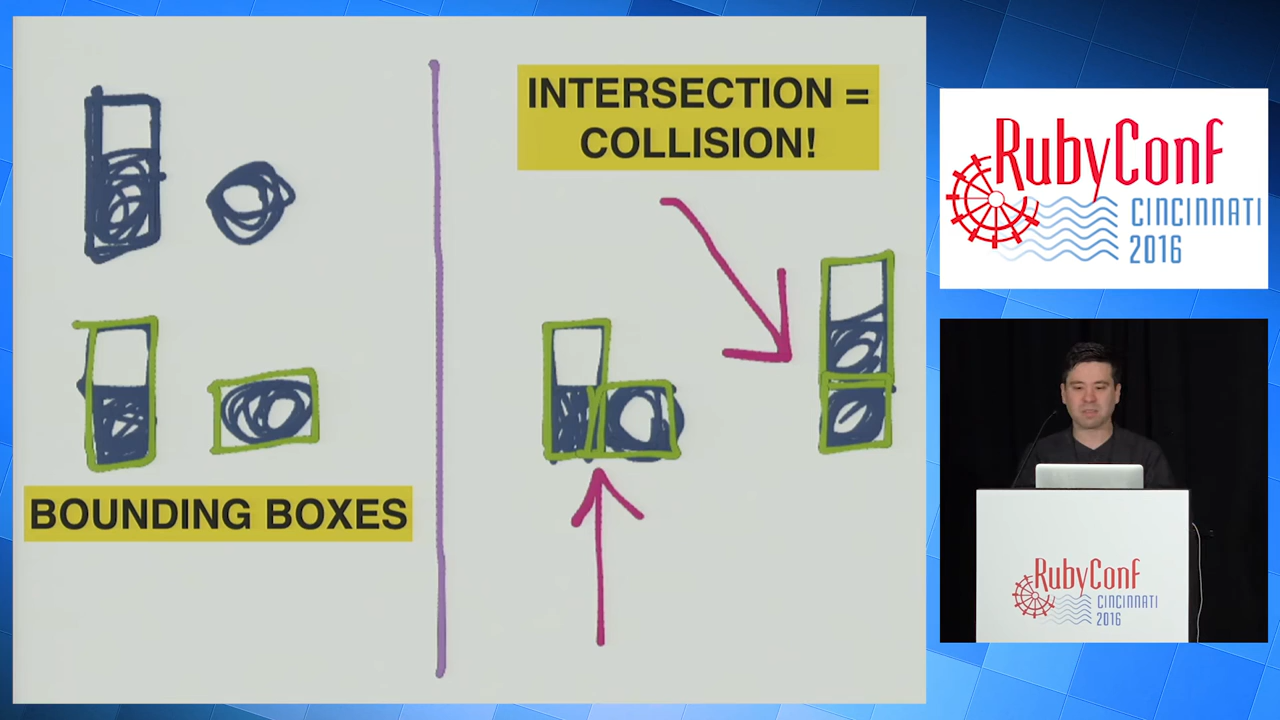 INTERSECTION =
COLLISION!
BOUNDING BOXES
RubyConf
CINCINNATI
2016
RubyConf
CINCINNATI
2016